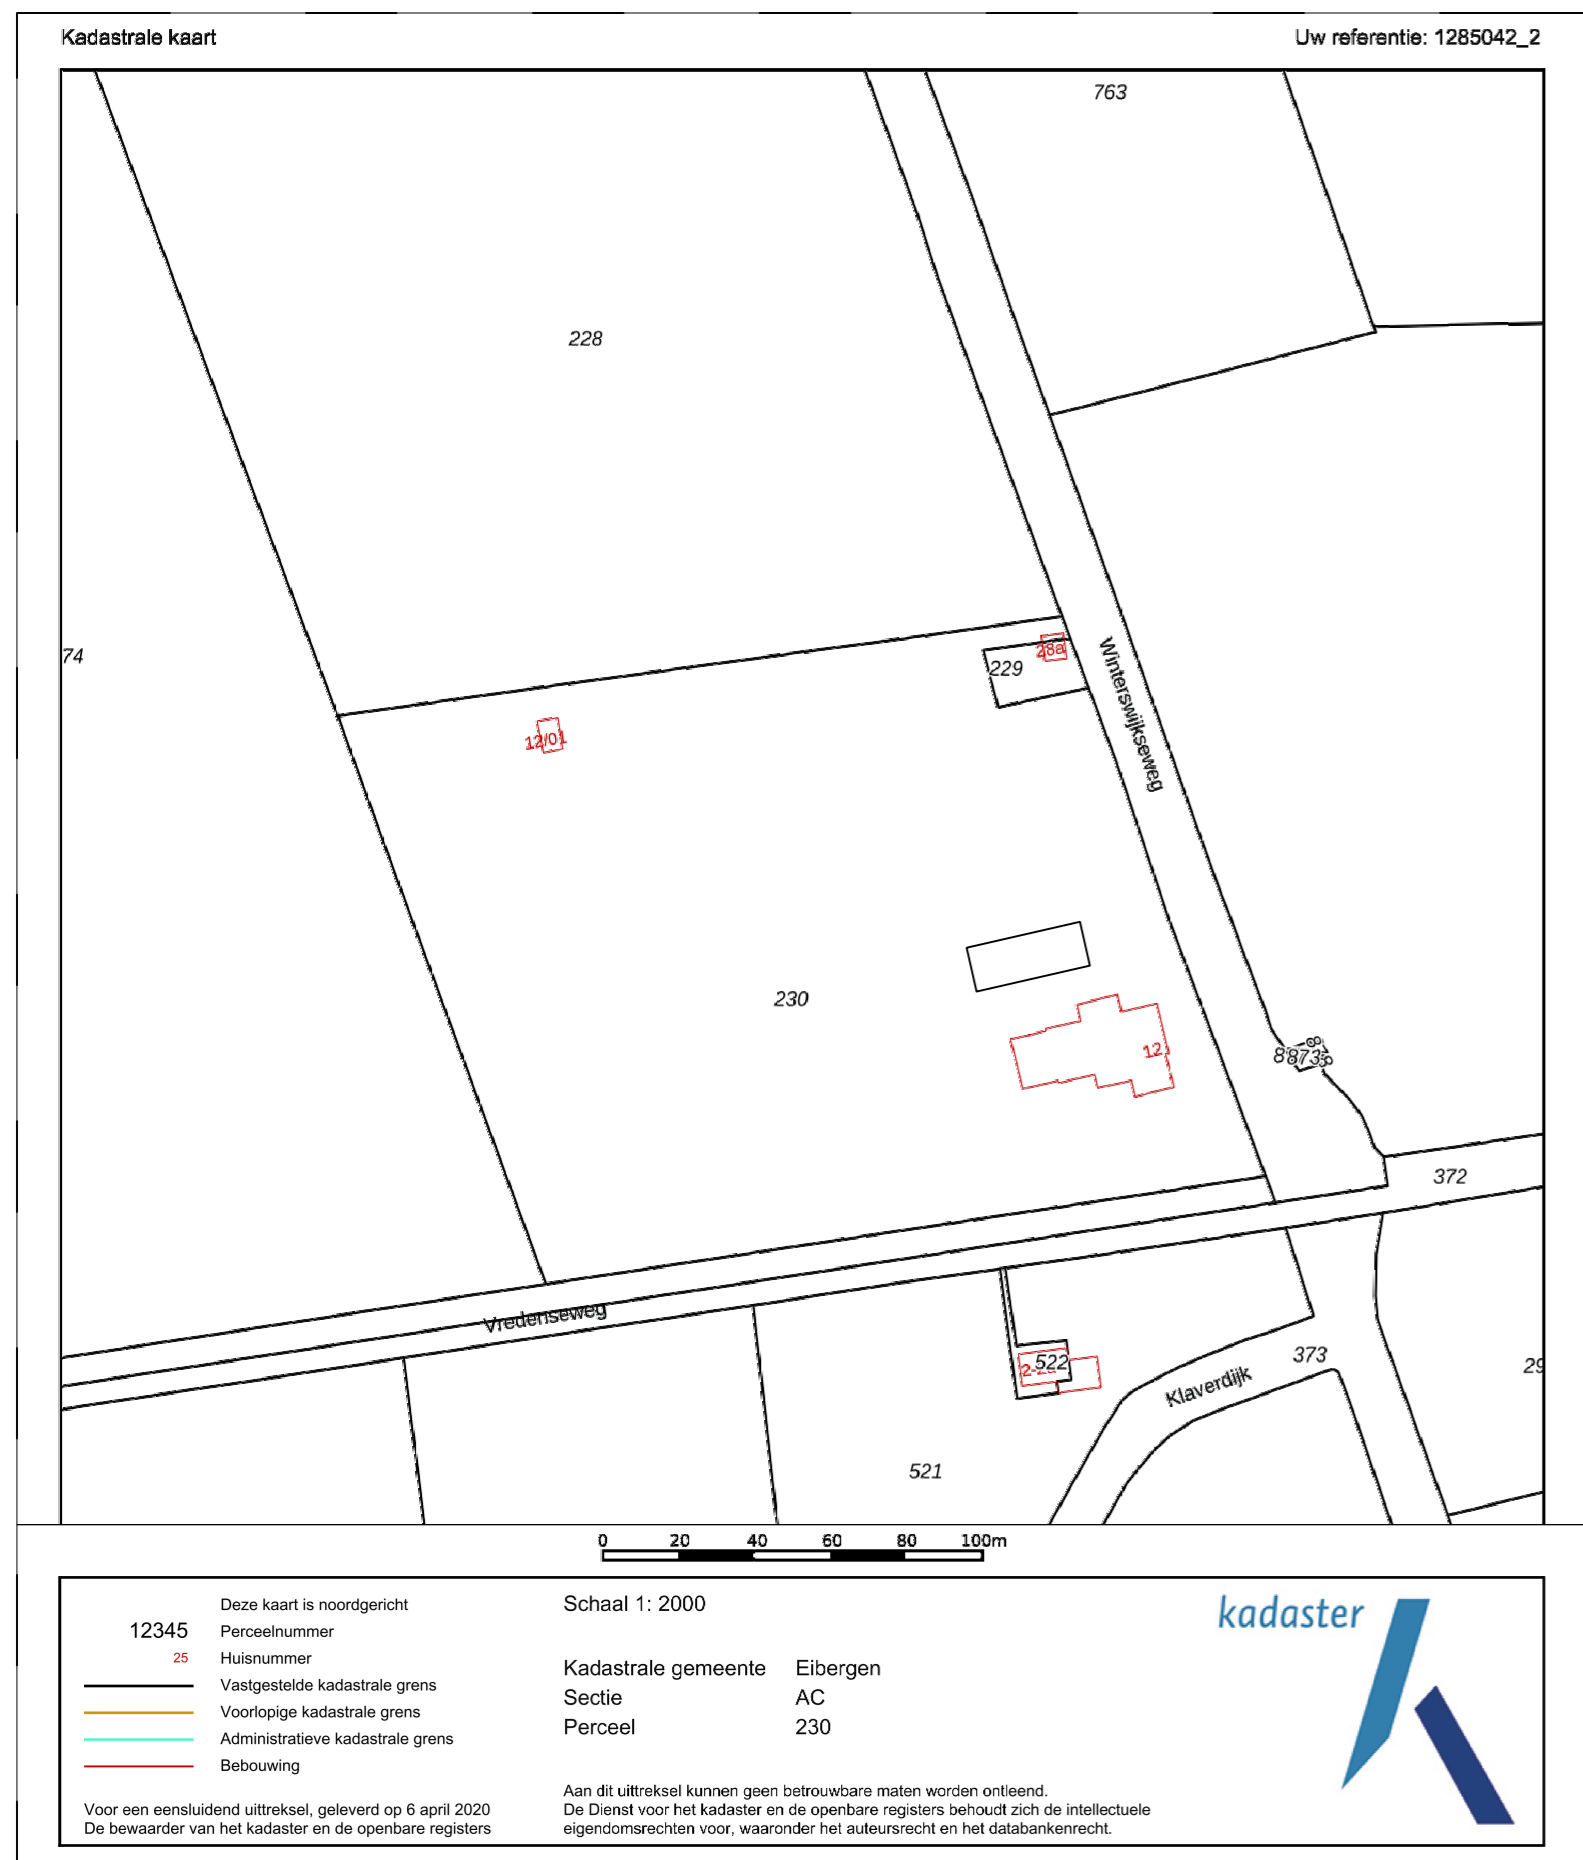 Kadastrale kaart
Uw referentie: 1285042_2
763
228
74
28a
229
Winterswijkseweg
12/01
230
12
8873
372
Vredenseweg
522
373
29
Klaverdijk
521
0 20 40 60 80 100m
Deze kaart is noordgericht
12345 Perceelnummer
25 Huisnummer
Vastgestelde kadastrale grens
Voorlopige kadastrale grens
Administratieve kadastrale grens
Bebouwing
Voor een eensluidend uittreksel, geleverd op 6 april 2020
De bewaarder van het kadaster en de openbare registers
Schaal 1: 2000
Kadastrale gemeente Eibergen
Sectie AC
Perceel 230
Aan dit uittreksel kunnen geen betrouwbare maten worden ontleend.
De Dienst voor het kadaster en de openbare registers behoudt zich de intellectuele
eigendomsrechten voor, waaronder het auteursrecht en het databankenrecht.
kadaster